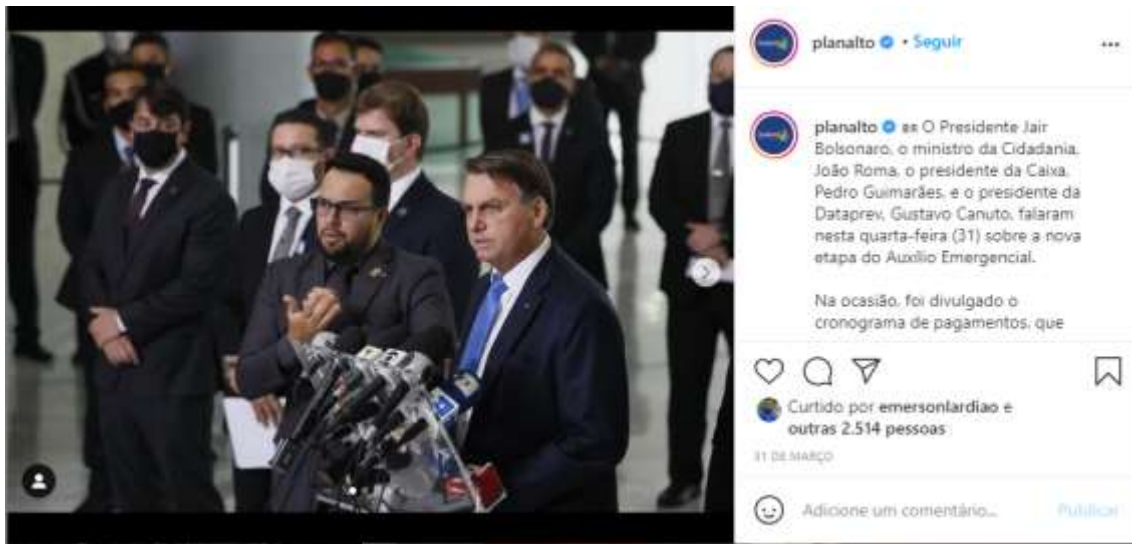 planalto • Seguir
planalto BR O Presidente Jair
Bolsonaro, o ministro da Cidadania,
João Roma, o presidente da Caixa,
Pedro Guimarães, e o presidente da
Dataprev, Gustavo Canuto, falaram
nesta quarta-feira (31) sobre a nova
etapa do Auxílio Emergencial.
Na ocasião, foi divulgado o
cronograma de pagamentos, que
Curtido por emersonlardiao e
outras 2.514 pessoas
31 DE MARÇO
Adicione um comentário... Publicar